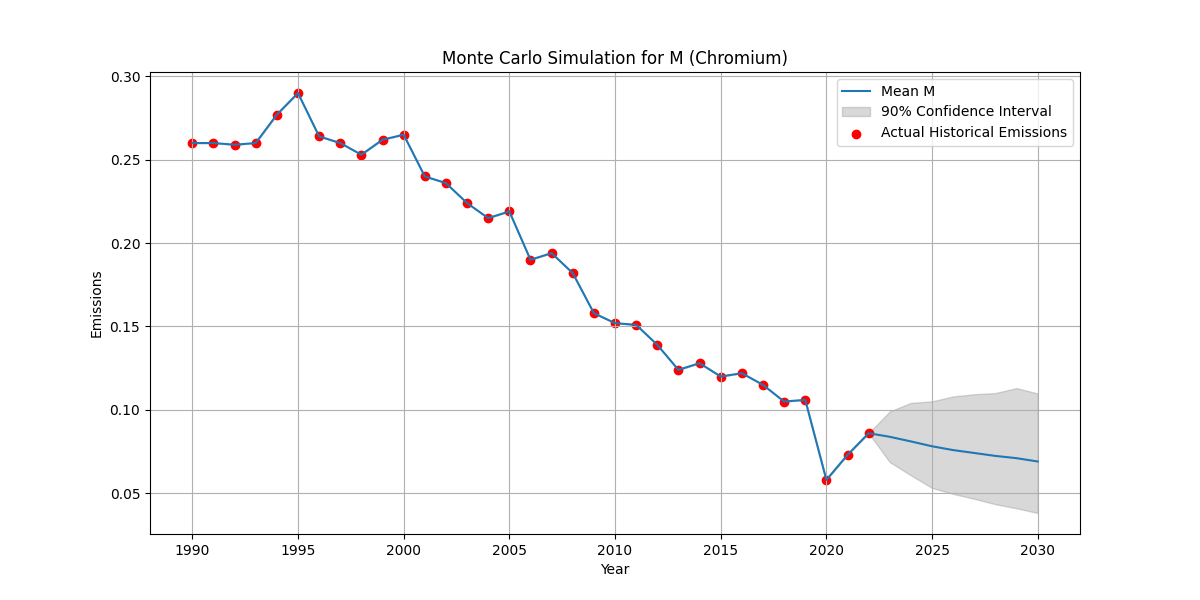 Monte Carlo Simulation for M (Chromium)
Mean M
90% Confidence Interval
Actual Historical Emissions
Emissions
0.30
0.25
0.20
0.15
0.10
0.05
1990 1995 2000 2005 2010 2015 2020 2025 2030
Year